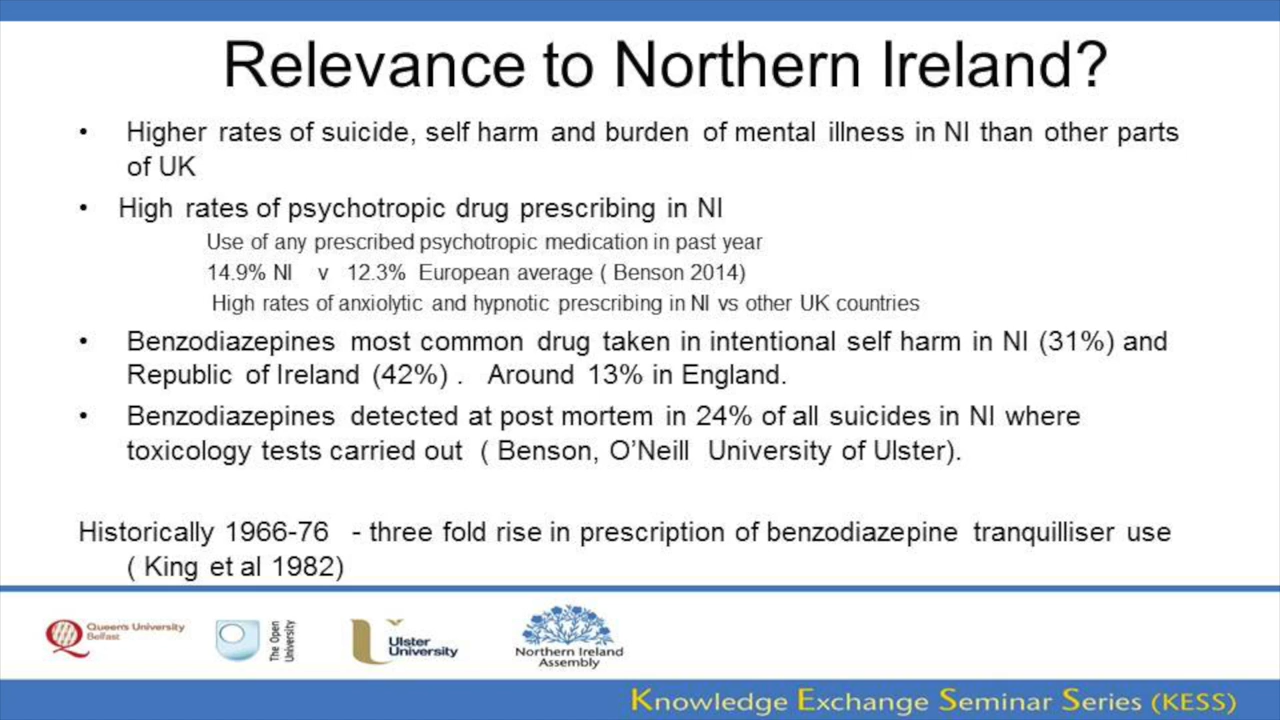 Relevance to Northern Ireland?
• Higher rates of suicide, self harm and burden of mental illness in NI than other parts
of UK
• High rates of psychotropic drug prescribing in NI
Use of any prescribed psychotropic medication in past year
14.9% NI v 12.3% European average ( Benson 2014)
High rates of anxiolytic and hypnotic prescribing in NI vs other UK countries
• Benzodiazepines most common drug taken in intentional self harm in NI (31%) and
Republic of Ireland (42%) . Around 13% in England.
• Benzodiazepines detected at post mortem in 24% of all suicides in NI where
toxicology tests carried out ( Benson, O’Neill University of Ulster).
Historically 1966-76 - three fold rise in prescription of benzodiazepine tranquilliser use
( King et al 1982)
Queen's University
Belfast
The Open
University
Ulster
University
Northern Ireland
Assembly
Knowledge Exchange Seminar Series (KESS)